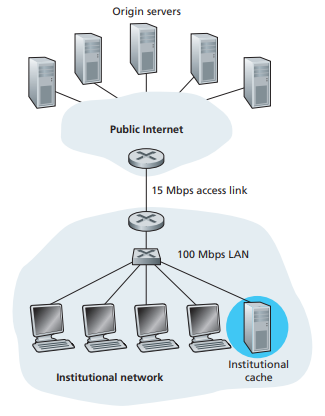 Origin servers
Public Internet
15 Mbps access link
100 Mbps LAN
Institutional
cache
Institutional network